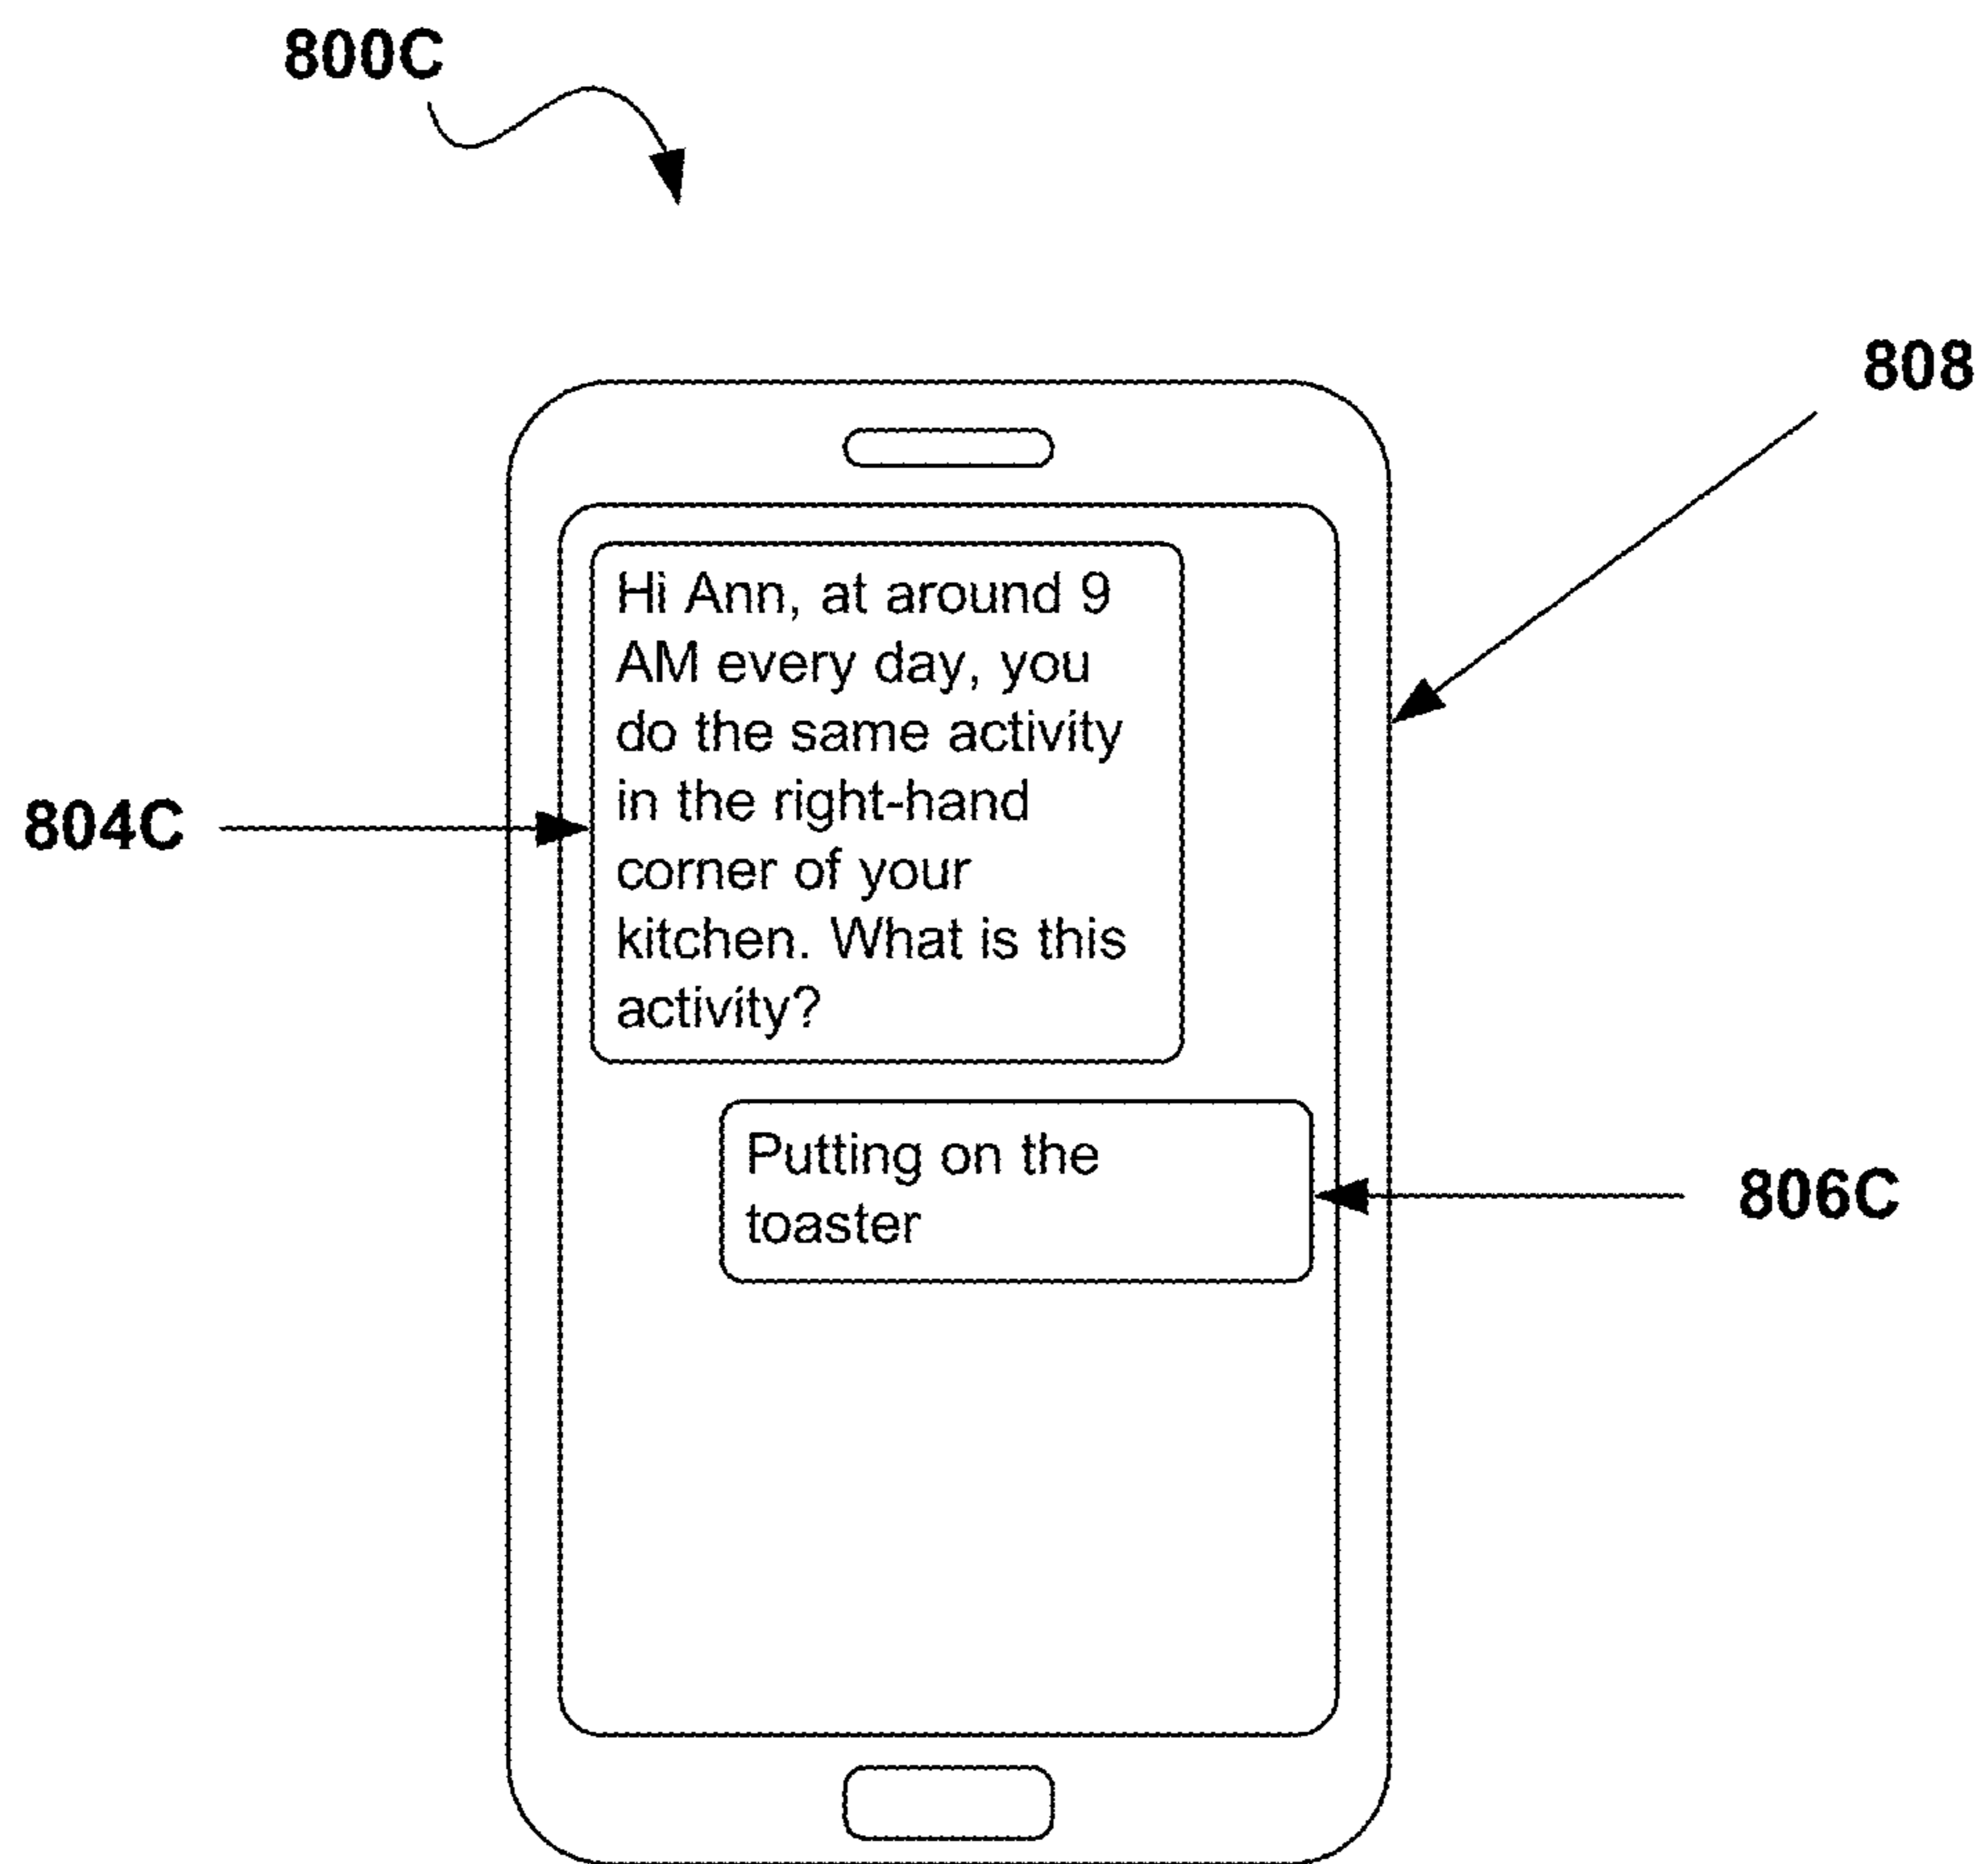 800C
808
Hi Ann, at around 9
AM every day, you
do the same activity
in the right-hand
corner of your
kitchen. What is this
activity?
804C
Putting on the
toaster
806C